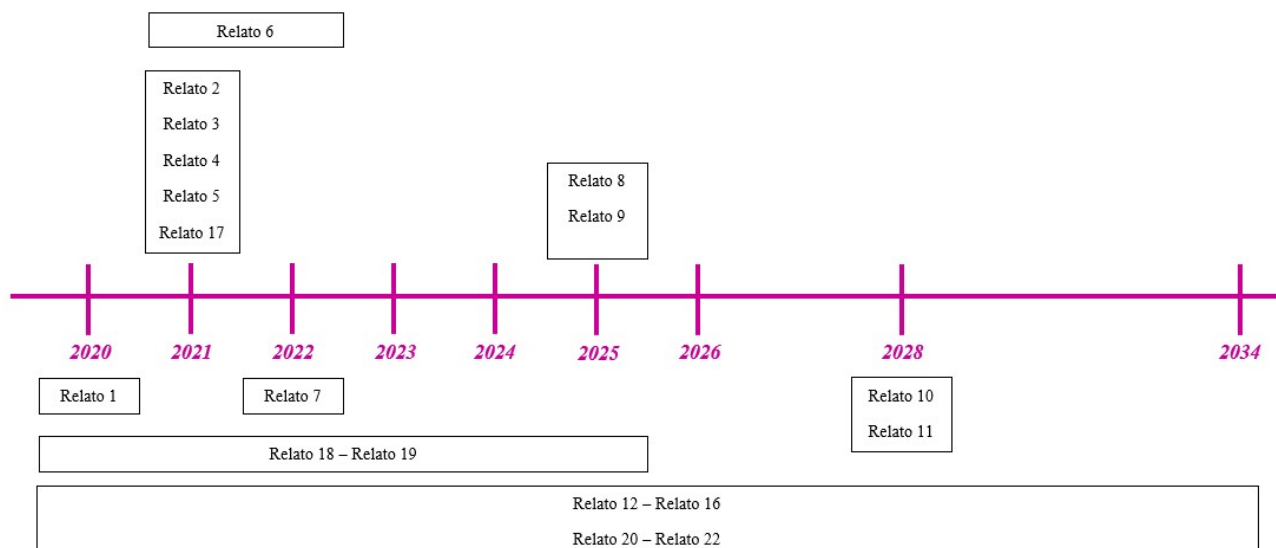 Relato 6
Relato 2
Relato 3
Relato 4
Relato 5
Relato 17
Relato 8
Relato 9
2020 2021 2022 2023 2024 2025 2026 2028 2034
Relato 1
Relato 7
Relato 10
Relato 11
Relato 18 – Relato 19
Relato 12 – Relato 16
Relato 20 – Relato 22